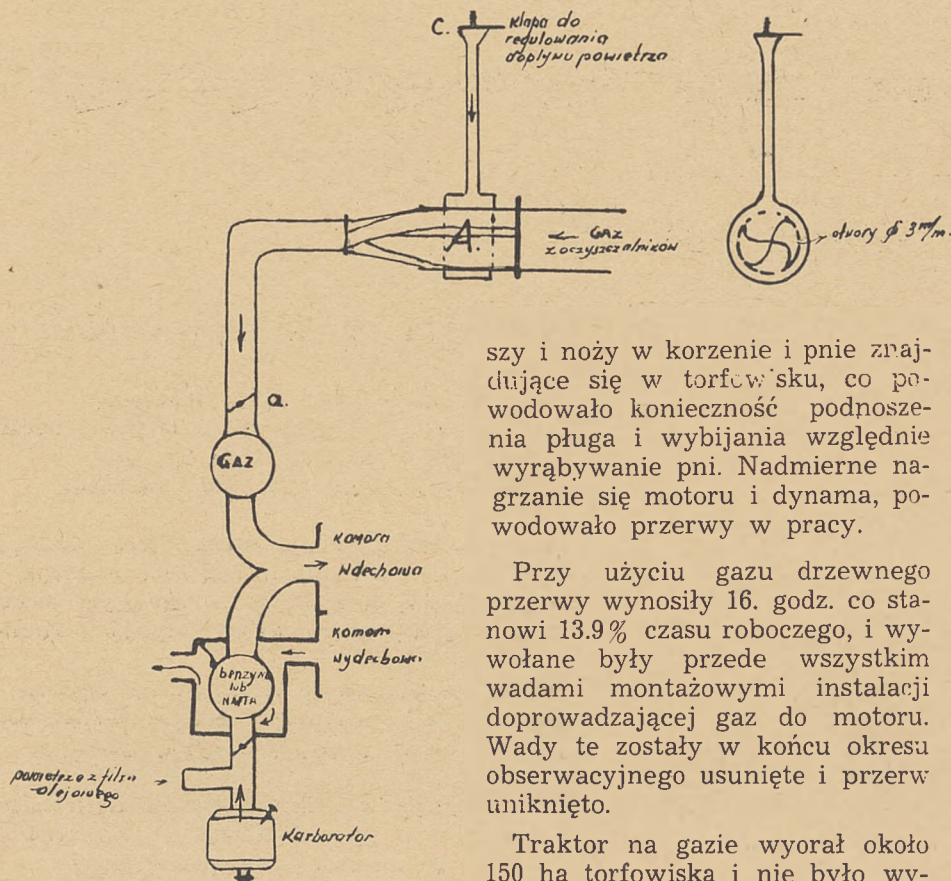 C. klapa do
regulowania
dopływu powietrza
A.
← GAZ
z oczyszczalników
otwory ϕ 3 m/m.
a.
GAZ
komora
wdechowa
komora
wydechowa
benzyna
lub
NAFTA
powietrze z filtru
olejowego
karborator
szy i noży w korzenie i pnie znaj-
dujące się w torfowisku, co po-
wodowało konieczność podnosze-
nia pługa i wybijania względnie
wyrąbywanie pni. Nadmierne na-
grzanie się motoru i dynama, po-
wodowało przerwy w pracy.
Przy użyciu gazu drzewnego
przerwy wynosiły 16. godz. co sta-
nowi 13.9% czasu roboczego, i wy-
wołane były przede wszystkim
wadami montażowymi instalacji
doprowadzającej gaz do motoru.
Wady te zostały w końcu okresu
obserwacyjnego usunięte i przerw
uniknięto.
Traktor na gazie wyorał około
150 ha torfowiska i nie było wy-